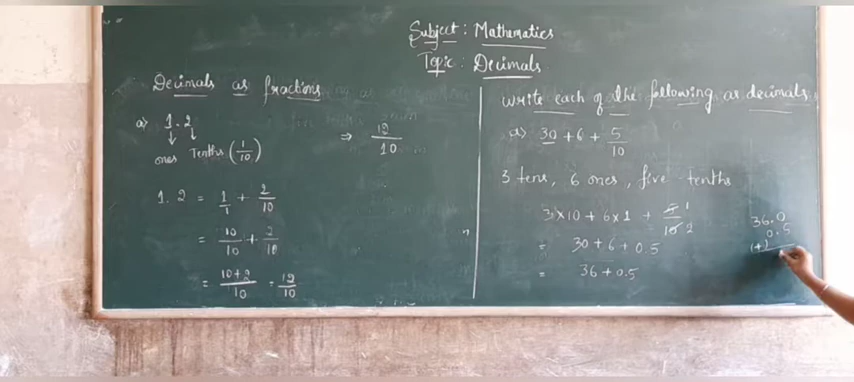 Subject : Mathematics
Topic : Decimals.
Decimals as fractions
a) 1.2
ones Tenths (1/10)
⇒ 12/10
1.2 = 1/1 + 2/10
= 10/10 + 2/10
= 10+2/10 = 12/10
Write each of the following as decimals.
a) 30 + 6 + 5/10
3 tens, 6 ones, five tenths
3×10 + 6×1 + 5/10 1 2
= 30 + 6 + 0.5
= 36 + 0.5
36.0
0.5
(+)